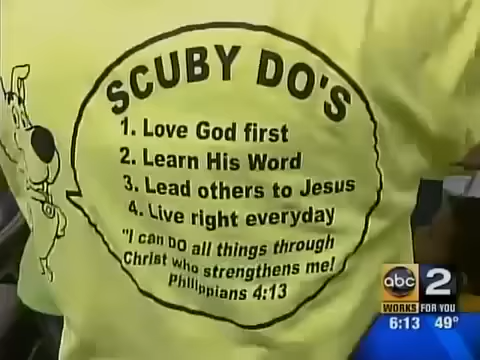 SCUBY DO'S
1. Love God first
2. Learn His Word
3. Lead others to Jesus
4. Live right everyday
"I can DO all things through
Christ who strengthens me!
Philippians 4:13
abc 2
WORKS FOR YOU
6:13 49°